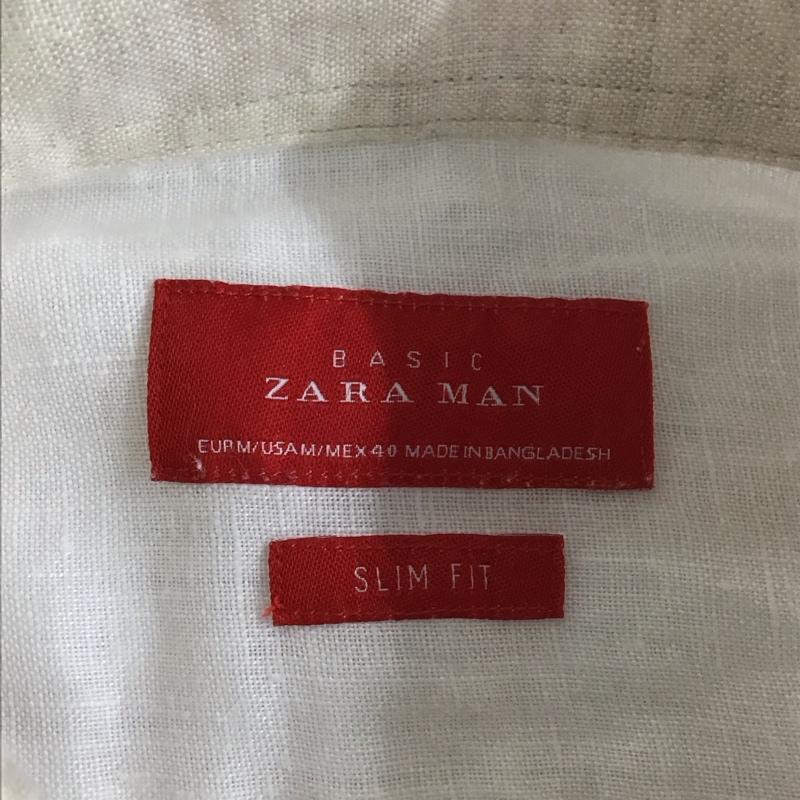 BASIC
ZARA MAN
EUR M/USA M/MEX 40 MADE IN BANGLADESH
SLIM FIT